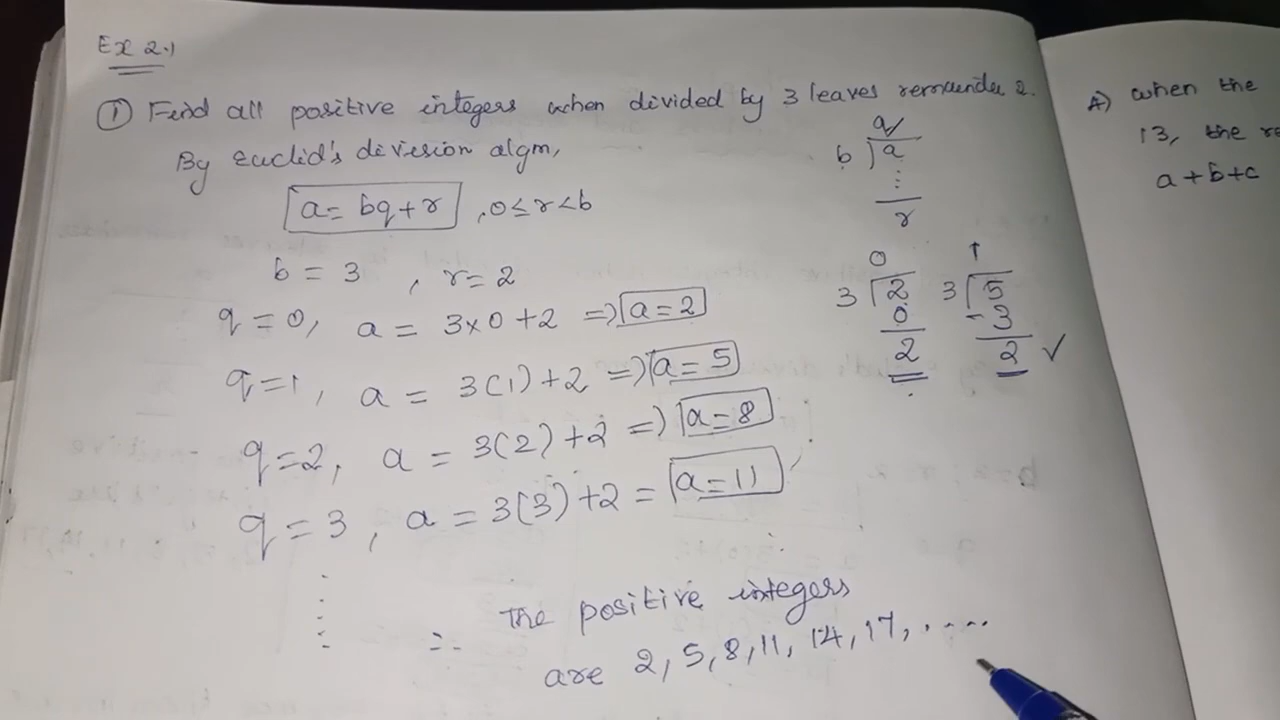 Ex 2.1
① Find all positive integers when divided by 3 leaves remainder 2.
By Euclid's division algm,
a = bq + r , 0 ≤ r < b
b = 3 , r = 2
q = 0, a = 3 × 0 + 2 => a = 2
q = 1, a = 3(1) + 2 => a = 5
q = 2, a = 3(2) + 2 => a = 8
q = 3, a = 3(3) + 2 = a = 11
∴ The positive integers
are 2, 5, 8, 11, 14, 17, .....
q
b) a
r
0
3) 2
0
2
1
3) 5
- 3
2 ✓
A) when the
13, the
a + b + c